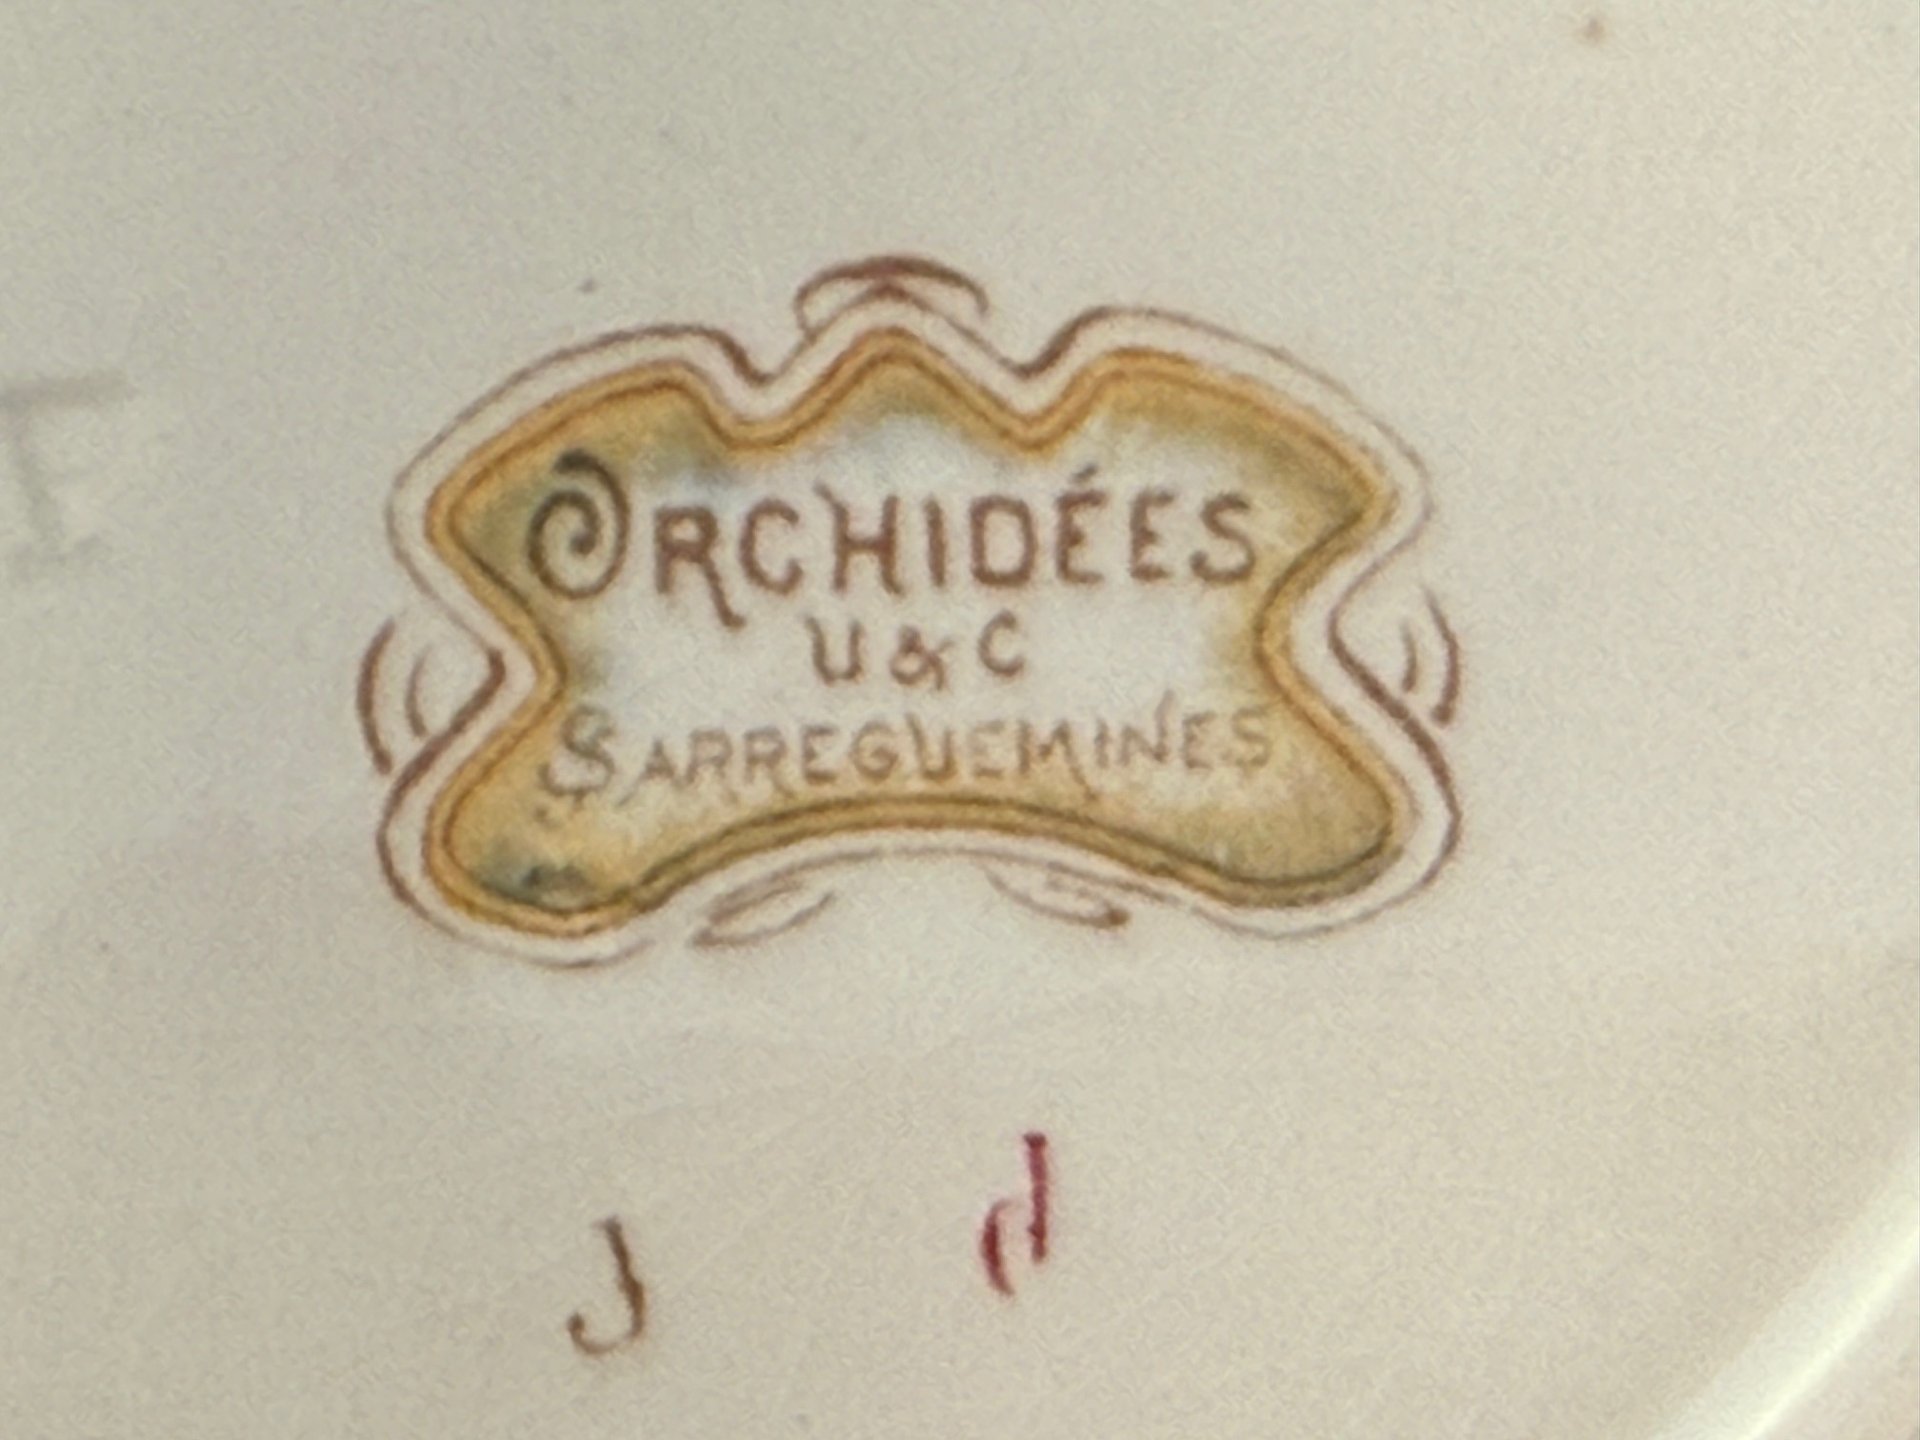 ORCHIDÉES
U & C
SARREGUEMINES
J